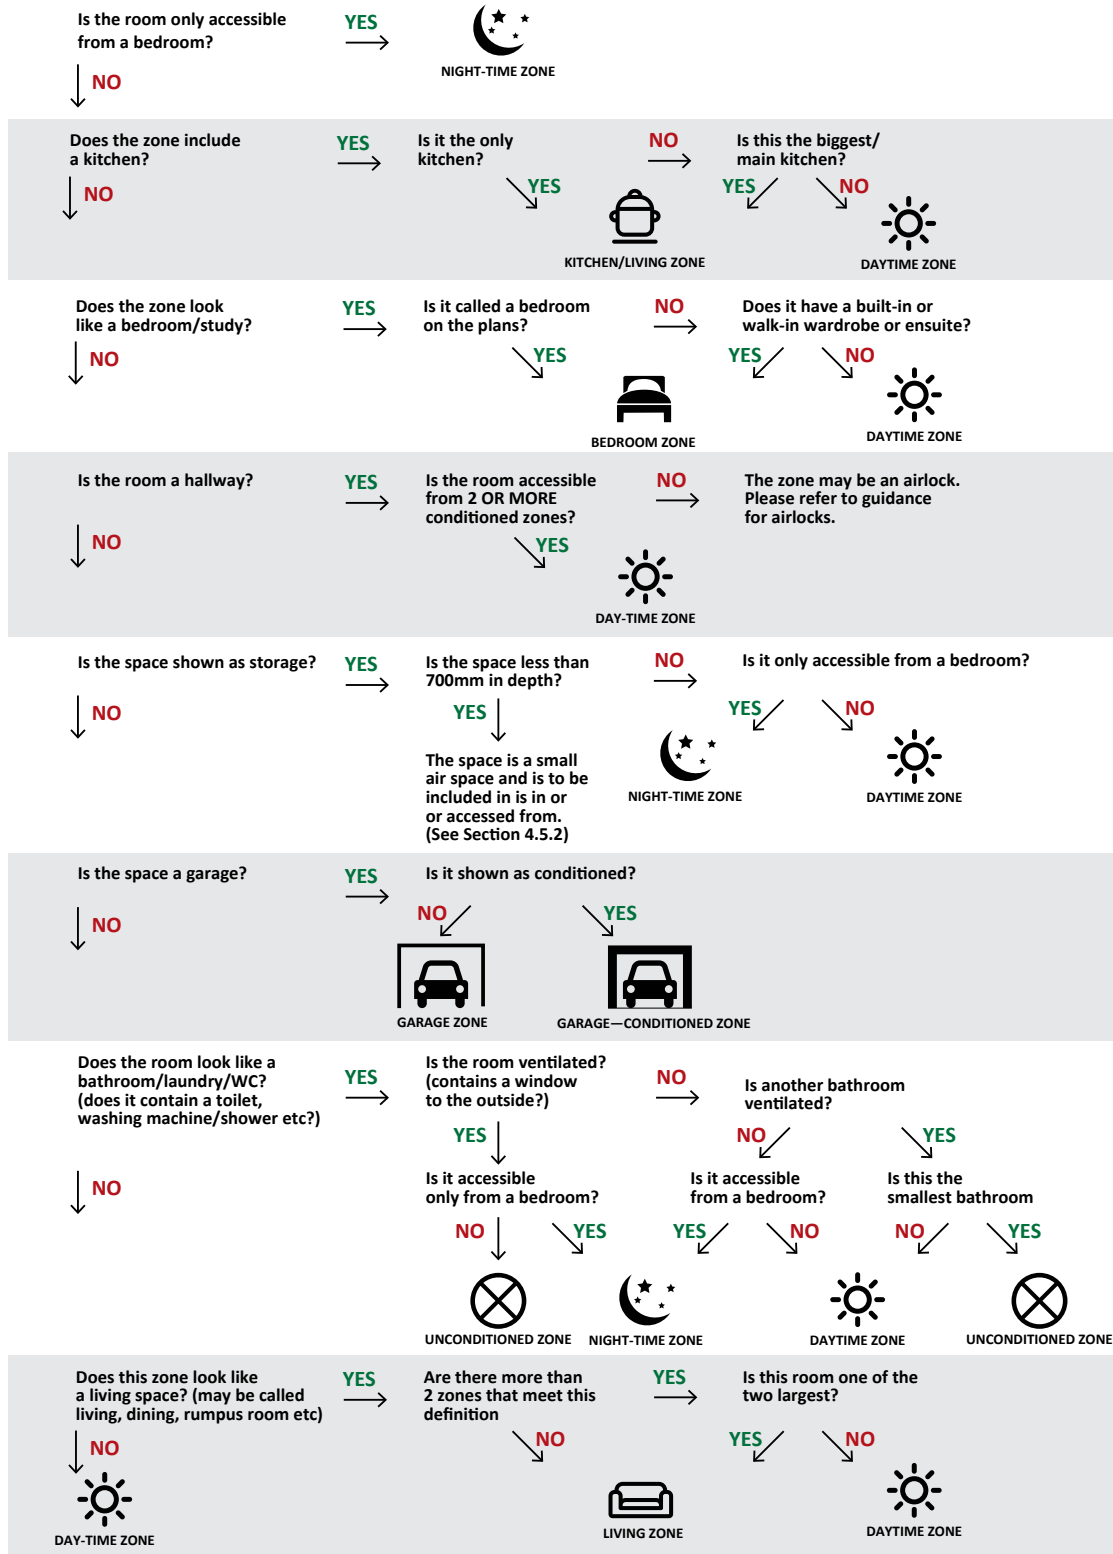 Is the room only accessible
from a bedroom?
YES
NIGHT-TIME ZONE
NO
Does the zone include
a kitchen?
YES
Is it the only
kitchen?
NO
Is this the biggest/
main kitchen?
NO
YES
YES
NO
KITCHEN/LIVING ZONE
DAYTIME ZONE
Does the zone look
like a bedroom/study?
YES
Is it called a bedroom
on the plans?
NO
Does it have a built-in or
walk-in wardrobe or ensuite?
NO
YES
YES
NO
BEDROOM ZONE
DAYTIME ZONE
Is the room a hallway?
YES
Is the room accessible
from 2 OR MORE
conditioned zones?
NO
The zone may be an airlock.
Please refer to guidance
for airlocks.
NO
YES
DAY-TIME ZONE
Is the space shown as storage?
YES
Is the space less than
700mm in depth?
NO
Is it only accessible from a bedroom?
NO
YES
YES
NO
The space is a small
air space and is to be
included in is in or
or accessed from.
(See Section 4.5.2)
NIGHT-TIME ZONE
DAYTIME ZONE
Is the space a garage?
YES
Is it shown as conditioned?
NO
NO
YES
GARAGE ZONE
GARAGE—CONDITIONED ZONE
Does the room look like a
bathroom/laundry/WC?
(does it contain a toilet,
washing machine/shower etc?)
YES
Is the room ventilated?
(contains a window
to the outside?)
NO
Is another bathroom
ventilated?
YES
NO
YES
NO
Is it accessible
only from a bedroom?
Is it accessible
from a bedroom?
Is this the
smallest bathroom
NO
YES
YES
NO
NO
YES
UNCONDITIONED ZONE
NIGHT-TIME ZONE
DAYTIME ZONE
UNCONDITIONED ZONE
Does this zone look like
a living space? (may be called
living, dining, rumpus room etc)
YES
Are there more than
2 zones that meet this
definition
YES
Is this room one of the
two largest?
NO
NO
YES
NO
DAY-TIME ZONE
LIVING ZONE
DAYTIME ZONE